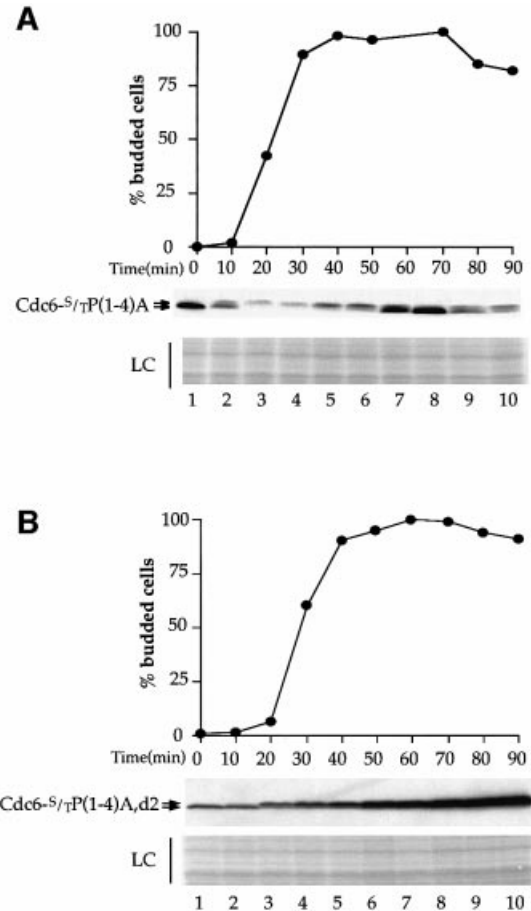 A
% budded cells
100
75
50
25
0
Time(min) 0 10 20 30 40 50 60 70 80 90
Cdc6-S/TP(1-4)A
LC
1 2 3 4 5 6 7 8 9 10
B
% budded cells
100
75
50
25
0
Time(min) 0 10 20 30 40 50 60 70 80 90
Cdc6-S/TP(1-4)A,d2
LC
1 2 3 4 5 6 7 8 9 10